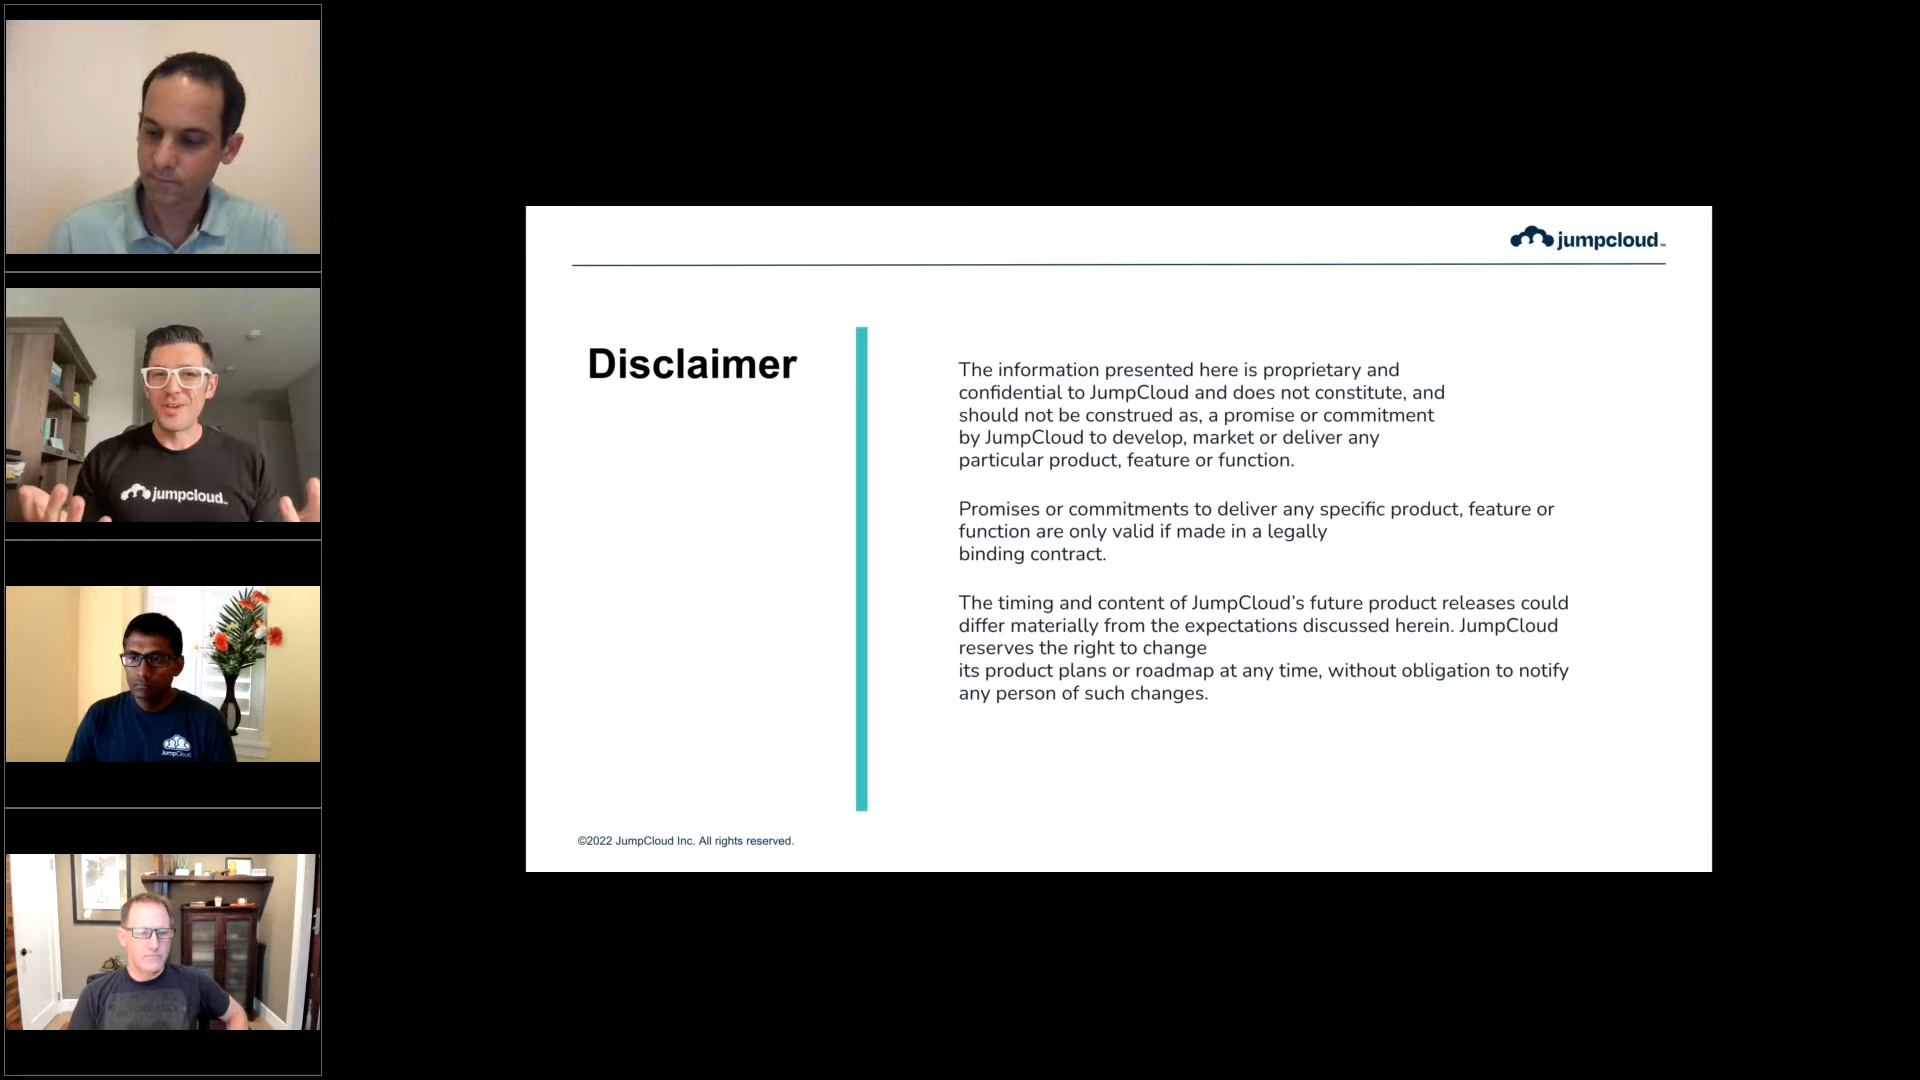 jumpcloud™
Disclaimer
The information presented here is proprietary and
confidential to JumpCloud and does not constitute, and
should not be construed as, a promise or commitment
by JumpCloud to develop, market or deliver any
particular product, feature or function.
Promises or commitments to deliver any specific product, feature or
function are only valid if made in a legally
binding contract.
The timing and content of JumpCloud’s future product releases could
differ materially from the expectations discussed herein. JumpCloud
reserves the right to change
its product plans or roadmap at any time, without obligation to notify
any person of such changes.
©2022 JumpCloud Inc. All rights reserved.
jumpcloud™
JumpCloud